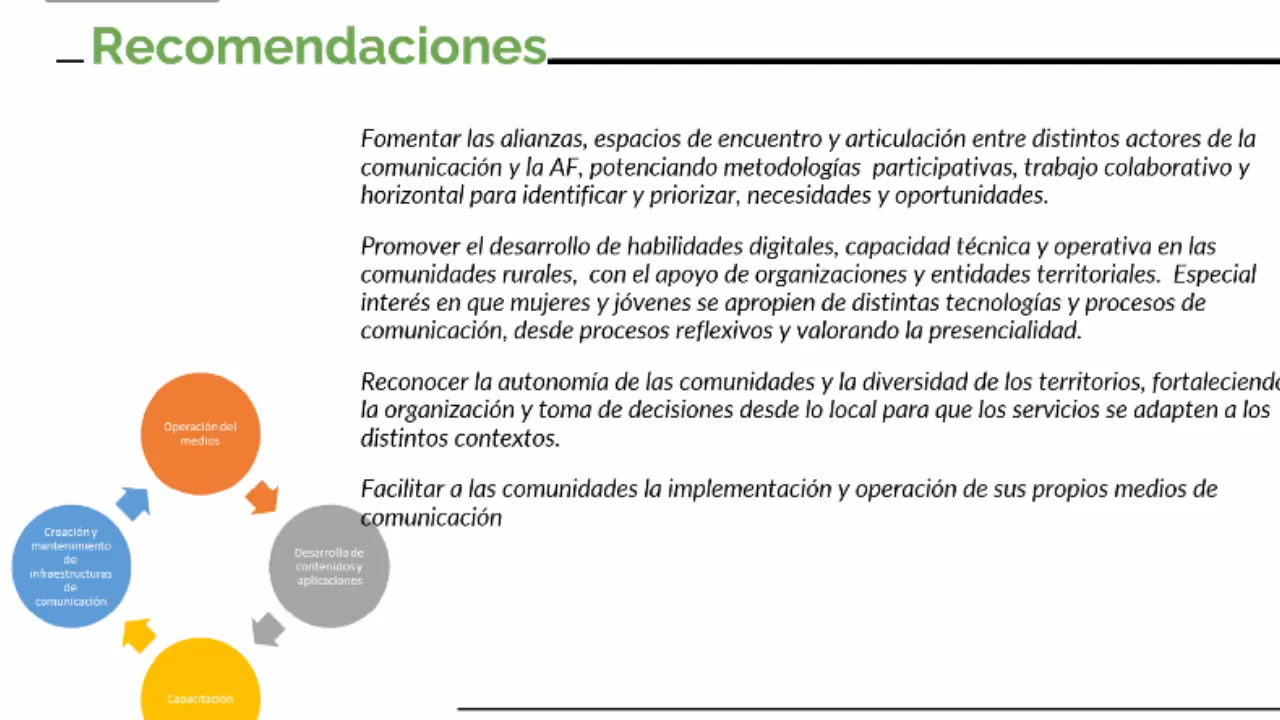 Recomendaciones
Fomentar las alianzas, espacios de encuentro y articulación entre distintos actores de la
comunicación y la AF, potenciando metodologías participativas, trabajo colaborativo y
horizontal para identificar y priorizar, necesidades y oportunidades.
Promover el desarrollo de habilidades digitales, capacidad técnica y operativa en las
comunidades rurales, con el apoyo de organizaciones y entidades territoriales. Especial
interés en que mujeres y jóvenes se apropien de distintas tecnologías y procesos de
comunicación, desde procesos reflexivos y valorando la presencialidad.
Reconocer la autonomía de las comunidades y la diversidad de los territorios, fortaleciendo
la organización y toma de decisiones desde lo local para que los servicios se adapten a los
distintos contextos.
Facilitar a las comunidades la implementación y operación de sus propios medios de
comunicación
Operación del
medios
Creación y
mantenimiento
de
infraestructuras
de
comunicación
Desarrollo de
contenidos y
aplicaciones
Capacitación